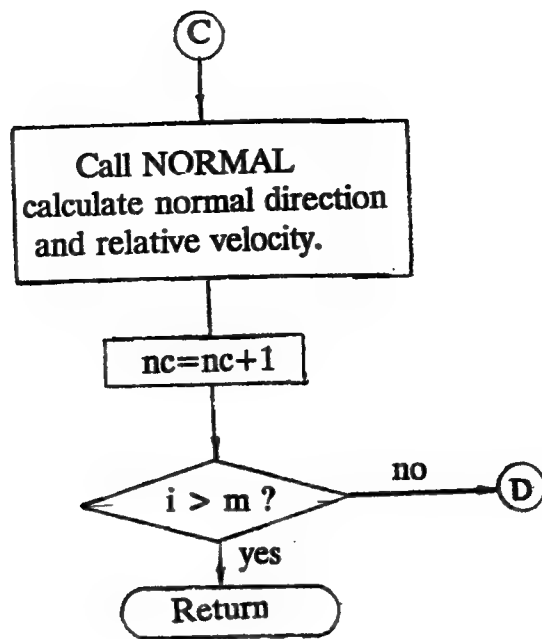 C
Call NORMAL
calculate normal direction
and relative velocity.
nc=nc+1
i > m ?
no
D
yes
Return